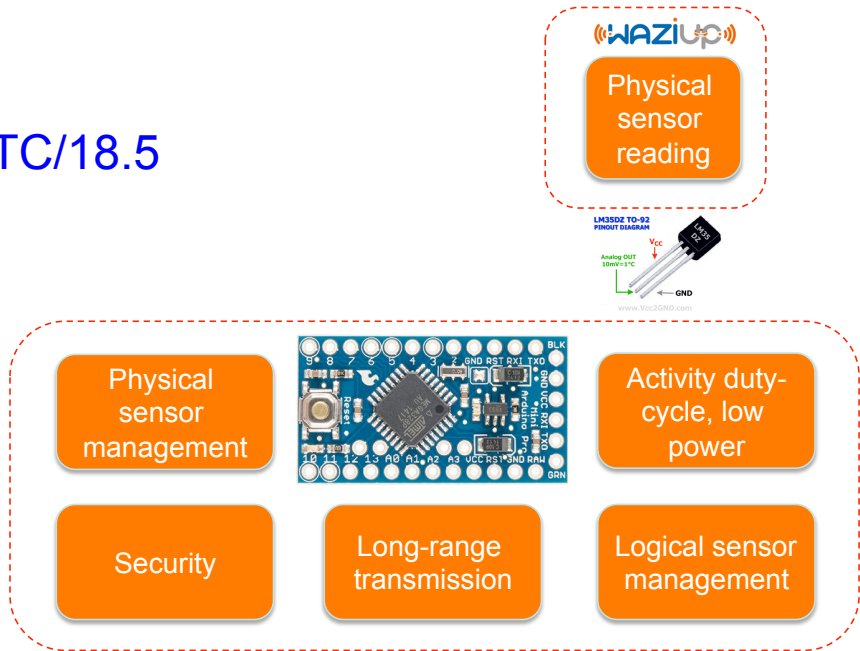 WAZIUP
Physical
sensor
reading
TC/18.5
LM35DZ TO-92
PINOUT DIAGRAM
LM35
DZ
VCC
Analog OUT
10mV=1°C
GND
www.Vcc2GND.com
Physical
sensor
management
9 8 7 6 5 4 3 2 GND RST RXI TXO
BLK
GND
VCC
RXI
TXO
GRN
Reset
Arduino Pro
Mini
10 11 12 13 A0 A1 A2 A3 VCC RST GND RAW
Activity duty-
cycle, low
power
Security
Long-range
transmission
Logical sensor
management